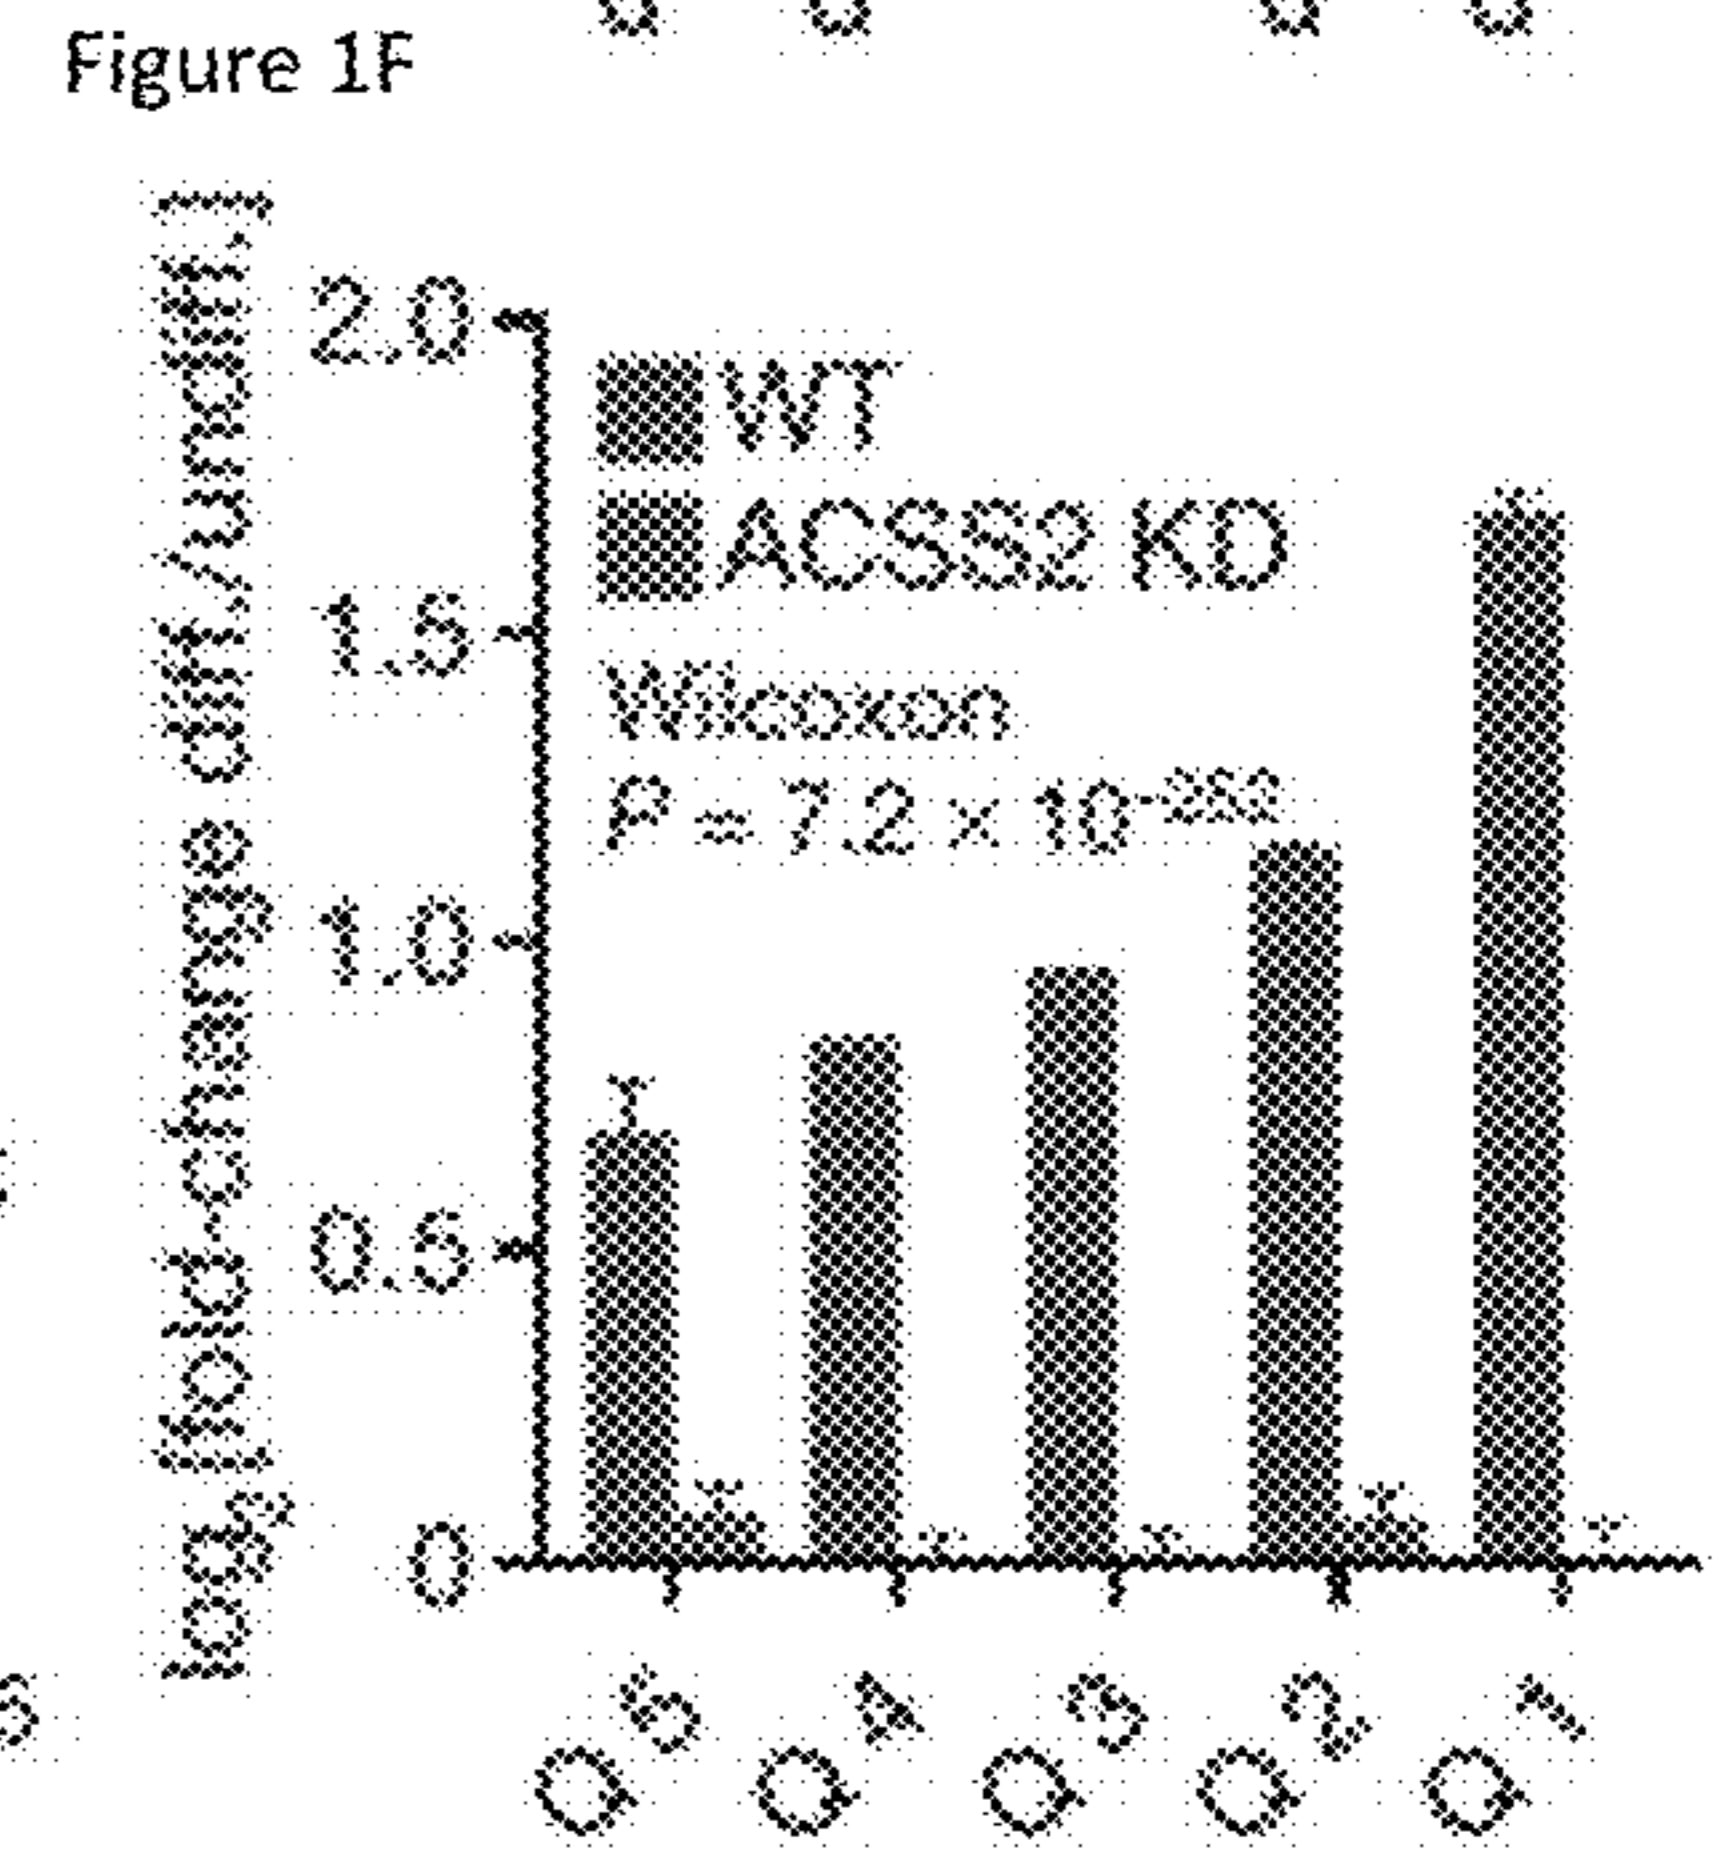 Figure 1F
log₂ [fold-change diff./undiff.]
2.0
1.5
1.0
0.5
0
WT
ACSS2 KD
Wilcoxon
Q5
Q4
Q3
Q2
Q1